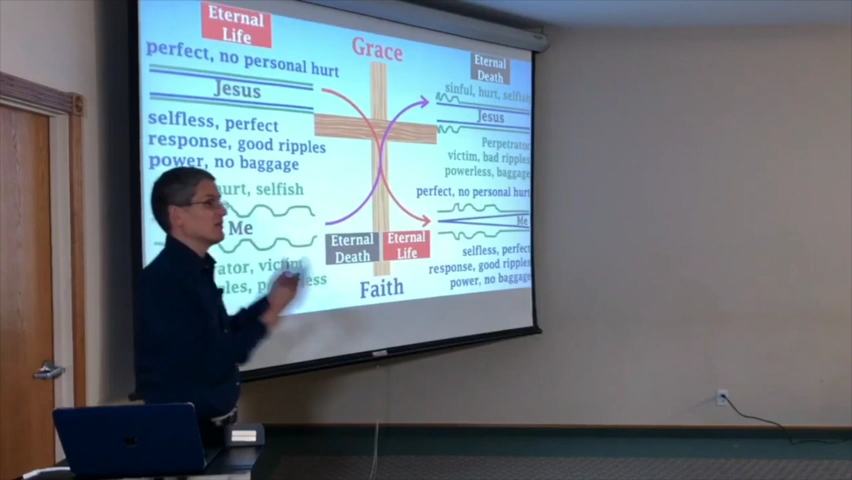 Eternal
Life
perfect, no personal hurt
Jesus
selfless, perfect
response, good ripples
power, no baggage
hurt, selfish
Me
Grace
Eternal
Death
Eternal
Life
Faith
Eternal
Death
sinful, hurt, selfish
Jesus
Perpetrator
victim, bad ripples
powerless, baggage
perfect, no personal hurt
Me
selfless, perfect
response, good ripples
power, no baggage